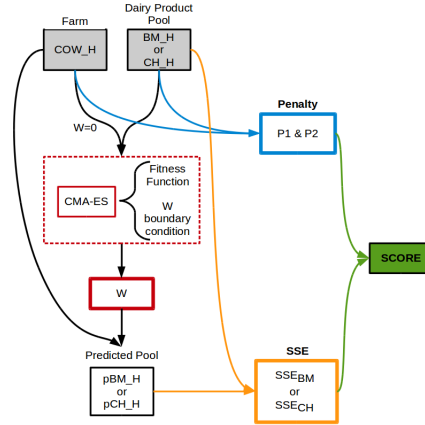 Farm
Dairy Product
Pool
COW_H
BM_H
or
CH_H
W=0
Penalty
P1 & P2
Fitness
Function
CMA-ES
W
boundary
condition
SCORE
W
Predicted Pool
pBM_H
or
pCH_H
SSE
SSEBM
or
SSECH